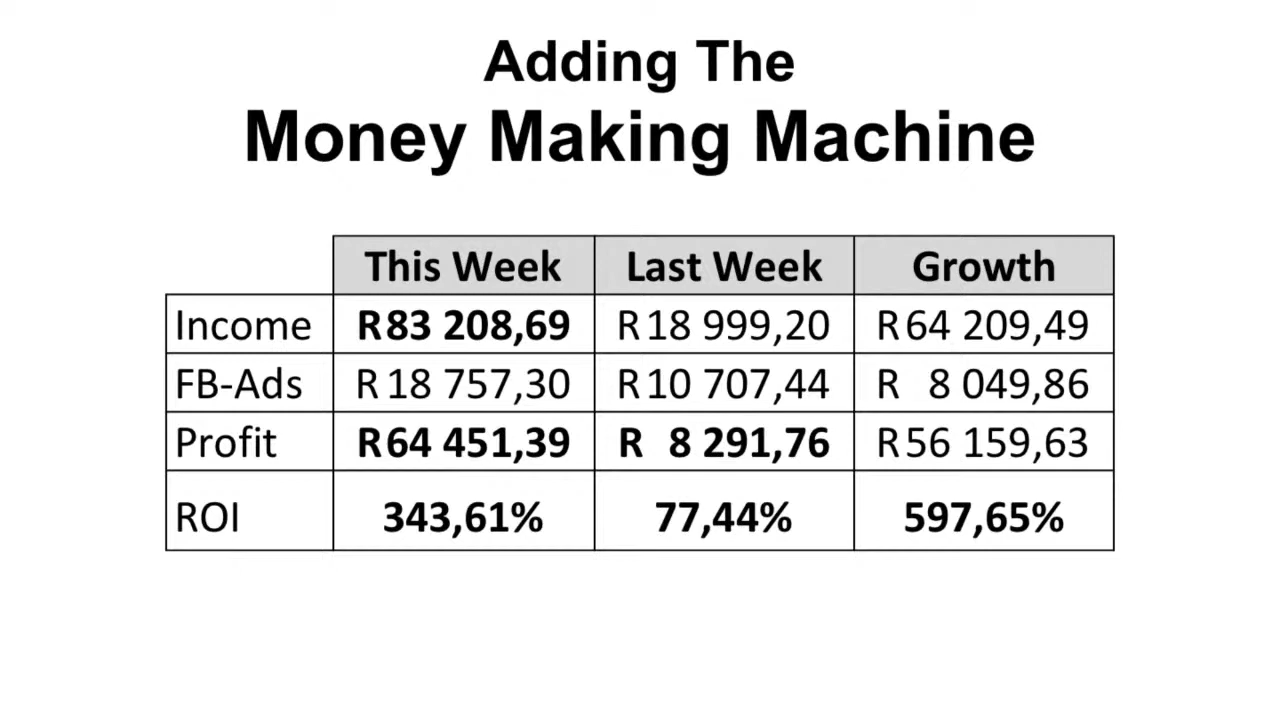 Adding The
Money Making Machine
This Week Last Week Growth
Income R83 208,69 R18 999,20 R64 209,49
FB-Ads R18 757,30 R10 707,44 R 8 049,86
Profit R64 451,39 R 8 291,76 R56 159,63
ROI 343,61% 77,44% 597,65%